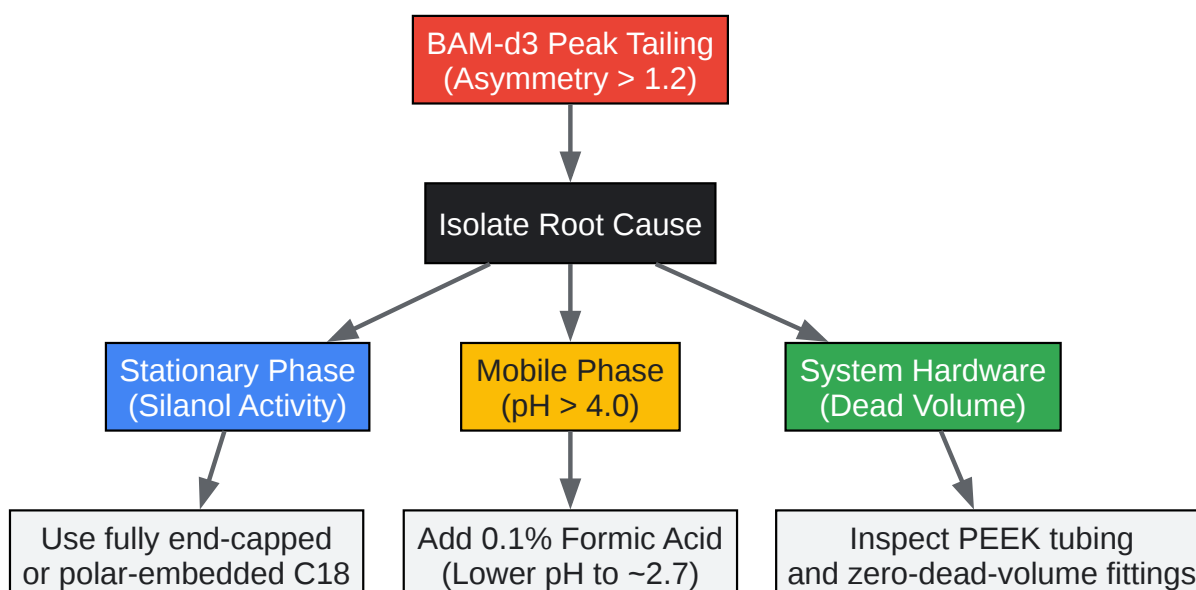 BAM-d3 Peak Tailing
(Asymmetry > 1.2)
Isolate Root Cause
Stationary Phase
(Silanol Activity)
Mobile Phase
(pH > 4.0)
System Hardware
(Dead Volume)
Use fully end-capped
or polar-embedded C18
Add 0.1% Formic Acid
(Lower pH to ~2.7)
Inspect PEEK tubing
and zero-dead-volume fittings